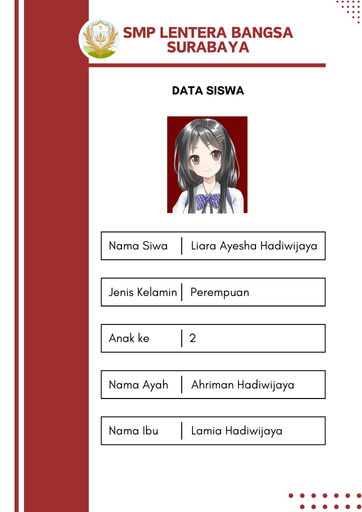 SMP LENTERA BANGSA
SURABAYA
DATA SISWA
Nama Siwa | Liara Ayesha Hadiwijaya
Jenis Kelamin | Perempuan
Anak ke | 2
Nama Ayah | Ahriman Hadiwijaya
Nama Ibu | Lamia Hadiwijaya